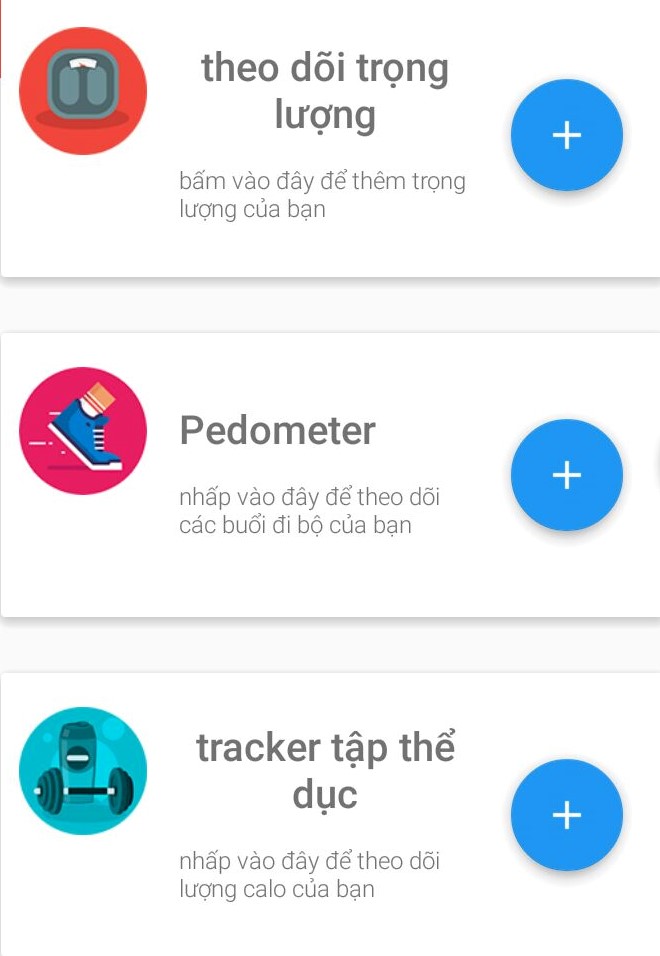 theo dõi trọng
lượng
bấm vào đây để thêm trọng
lượng của bạn
Pedometer
nhấp vào đây để theo dõi
các buổi đi bộ của bạn
tracker tập thể
dục
nhấp vào đây để theo dõi
lượng calo của bạn